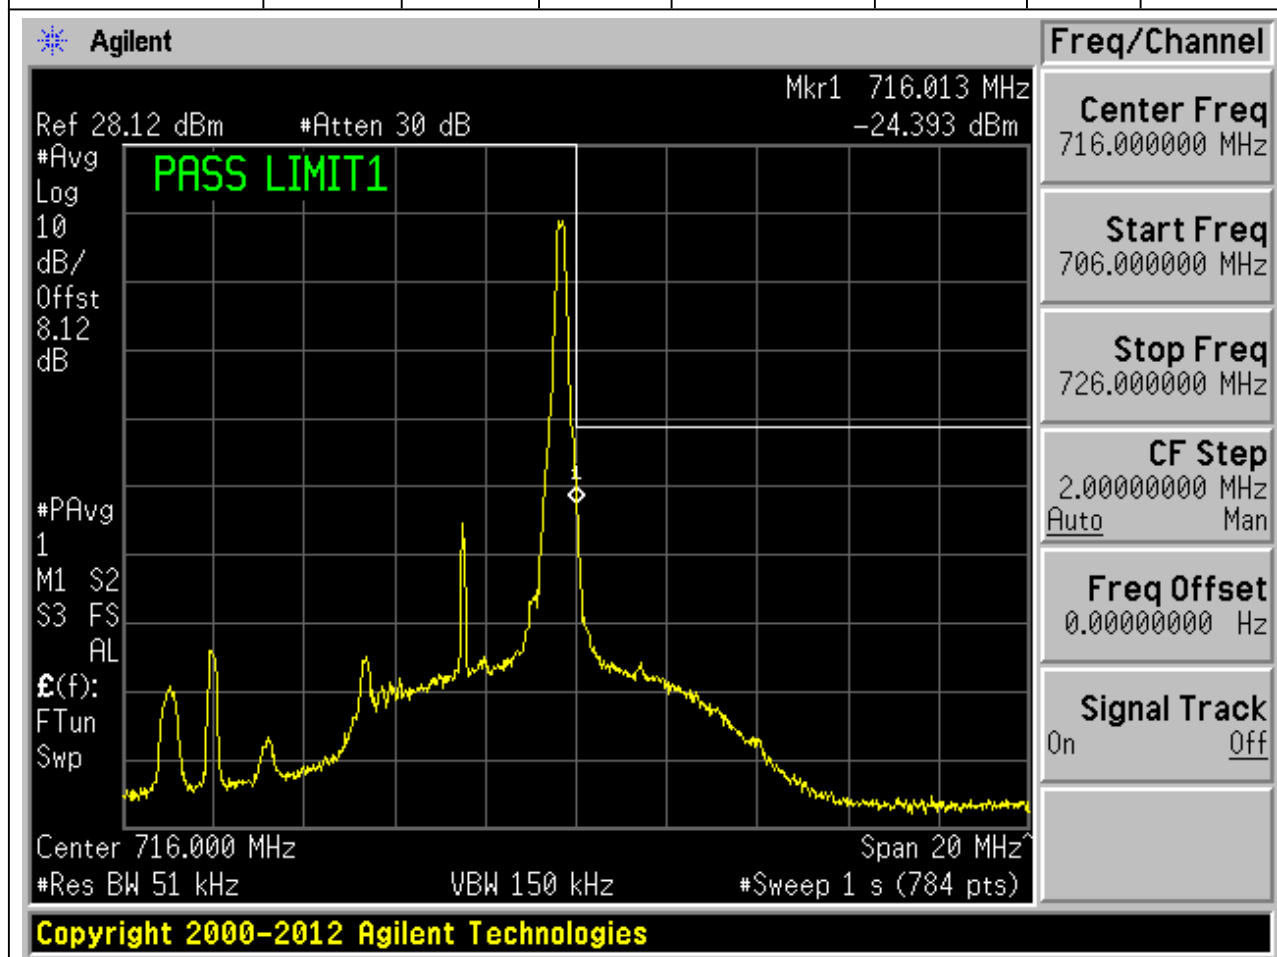 Agilent
Freq/Channel
Mkr1 716.013 MHz
Ref 28.12 dBm #Atten 30 dB -24.393 dBm
#Avg
Log
10
dB/
Offst
8.12
dB
PASS LIMIT1
1
#PAvg
1
M1 S2
S3 FS
AL
£(f):
FTun
Swp
Center 716.000 MHz Span 20 MHz^
#Res BW 51 kHz VBW 150 kHz #Sweep 1 s (784 pts)
Copyright 2000-2012 Agilent Technologies
Center Freq
716.000000 MHz
Start Freq
706.000000 MHz
Stop Freq
726.000000 MHz
CF Step
2.00000000 MHz
Auto Man
Freq Offset
0.00000000 Hz
Signal Track
On Off